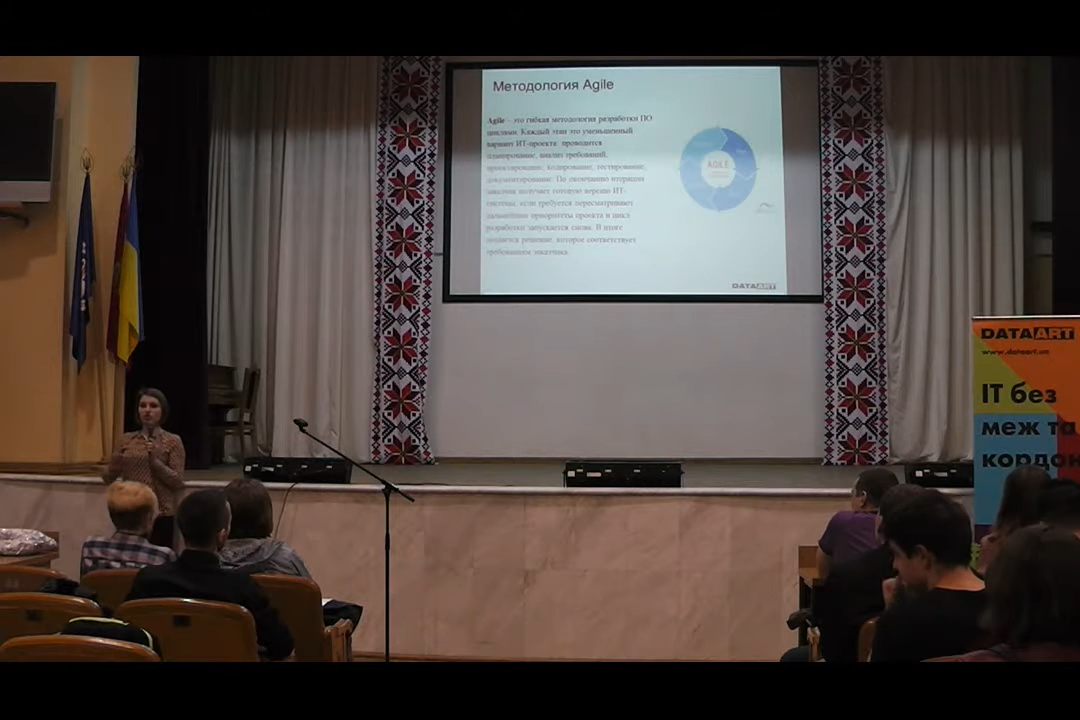 Методология Agile
Agile – это гибкая методология разработки ПО
циклами. Каждый этап это уменьшенный
вариант ИТ-проекта: проводится
планирование, анализ требований,
проектирование, кодирование, тестирование,
документирование. По окончанию итерации
заказчик получает готовую версию ИТ-
системы, если требуется пересматривают
дальнейшие приоритеты проекта и цикл
разработки запускается снова. В итоге
решение, которое соответствует
требованиям заказчика.
AGILE
DATAART
DATAART
www.dataart.ua
ІТ без
меж та
кордон